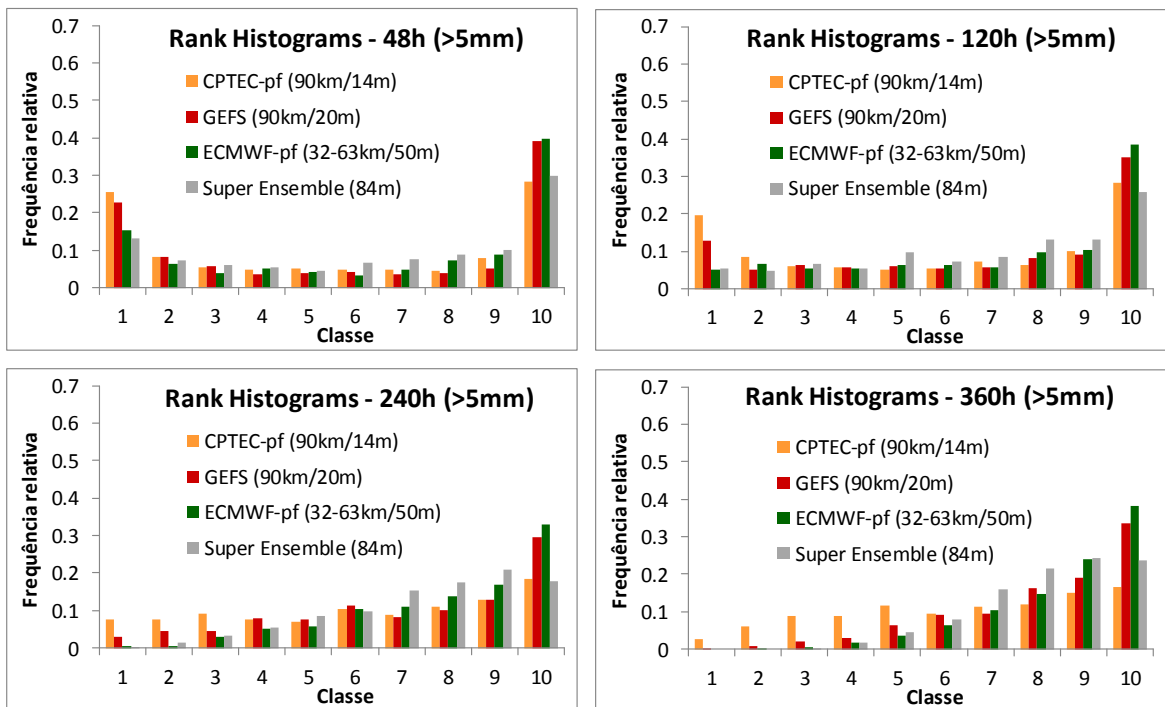 Rank Histograms - 48h (>5mm)
Frequência relativa
0.7
0.6
0.5
0.4
0.3
0.2
0.1
0
CPTEC-pf (90km/14m)
GEFS (90km/20m)
ECMWF-pf (32-63km/50m)
Super Ensemble (84m)
1 2 3 4 5 6 7 8 9 10
Classe
Rank Histograms - 120h (>5mm)
Frequência relativa
0.7
0.6
0.5
0.4
0.3
0.2
0.1
0
CPTEC-pf (90km/14m)
GEFS (90km/20m)
ECMWF-pf (32-63km/50m)
Super Ensemble (84m)
1 2 3 4 5 6 7 8 9 10
Classe
Rank Histograms - 240h (>5mm)
Frequência relativa
0.7
0.6
0.5
0.4
0.3
0.2
0.1
0
CPTEC-pf (90km/14m)
GEFS (90km/20m)
ECMWF-pf (32-63km/50m)
Super Ensemble (84m)
1 2 3 4 5 6 7 8 9 10
Classe
Rank Histograms - 360h (>5mm)
Frequência relativa
0.7
0.6
0.5
0.4
0.3
0.2
0.1
0
CPTEC-pf (90km/14m)
GEFS (90km/20m)
ECMWF-pf (32-63km/50m)
Super Ensemble (84m)
1 2 3 4 5 6 7 8 9 10
Classe